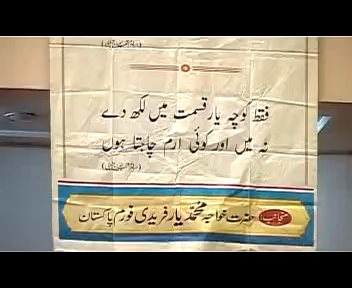 فقط کوچہ یار قسمت میں لکھ دے
نہ میں اور کوئی ارم چاہتا ہوں
منجانب حضرت خواجہ محمد یار فریدی فورم پاکستان